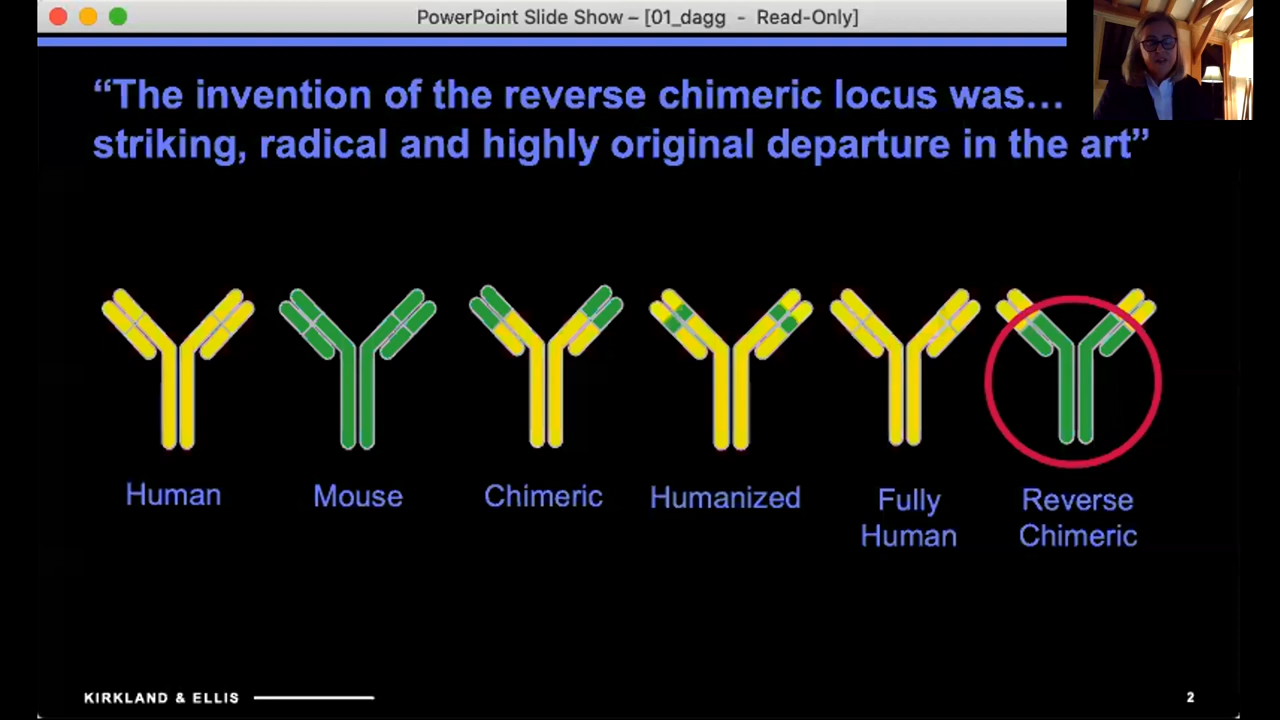 PowerPoint Slide Show – [01_dagg - Read-Only]
“The invention of the reverse chimeric locus was…
striking, radical and highly original departure in the art”
Human
Mouse
Chimeric
Humanized
Fully
Human
Reverse
Chimeric
KIRKLAND & ELLIS
2